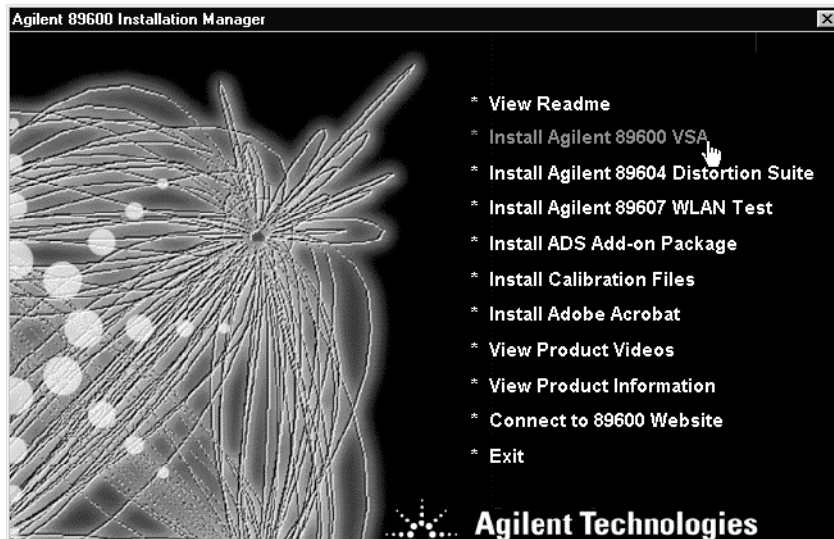 Agilent 89600 Installation Manager
* View Readme
* Install Agilent 89600 VSA
* Install Agilent 89604 Distortion Suite
* Install Agilent 89607 WLAN Test
* Install ADS Add-on Package
* Install Calibration Files
* Install Adobe Acrobat
* View Product Videos
* View Product Information
* Connect to 89600 Website
* Exit
Agilent Technologies